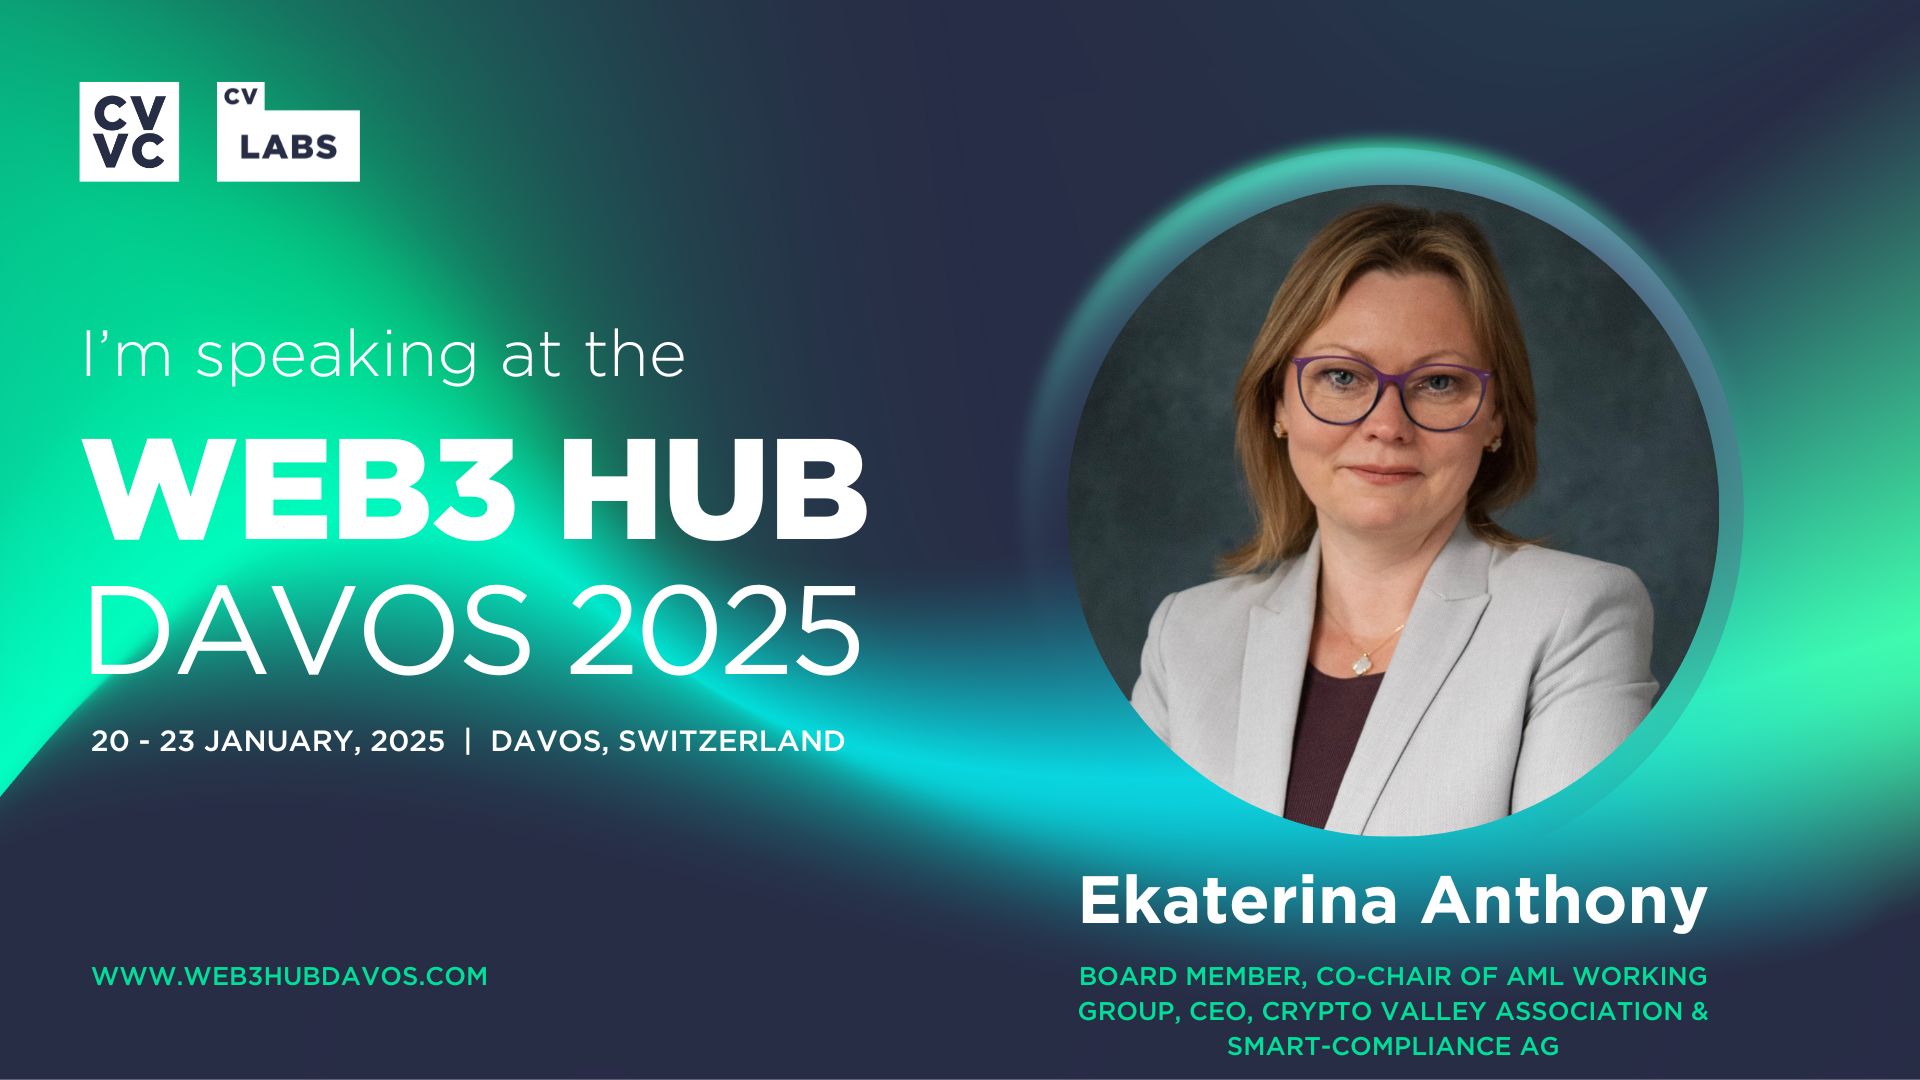 CV
VC
CV
LABS
I'm speaking at the
WEB3 HUB
DAVOS 2025
20 - 23 JANUARY, 2025 | DAVOS, SWITZERLAND
WWW.WEB3HUBDAVOS.COM
Ekaterina Anthony
BOARD MEMBER, CO-CHAIR OF AML WORKING
GROUP, CEO, CRYPTO VALLEY ASSOCIATION &
SMART-COMPLIANCE AG